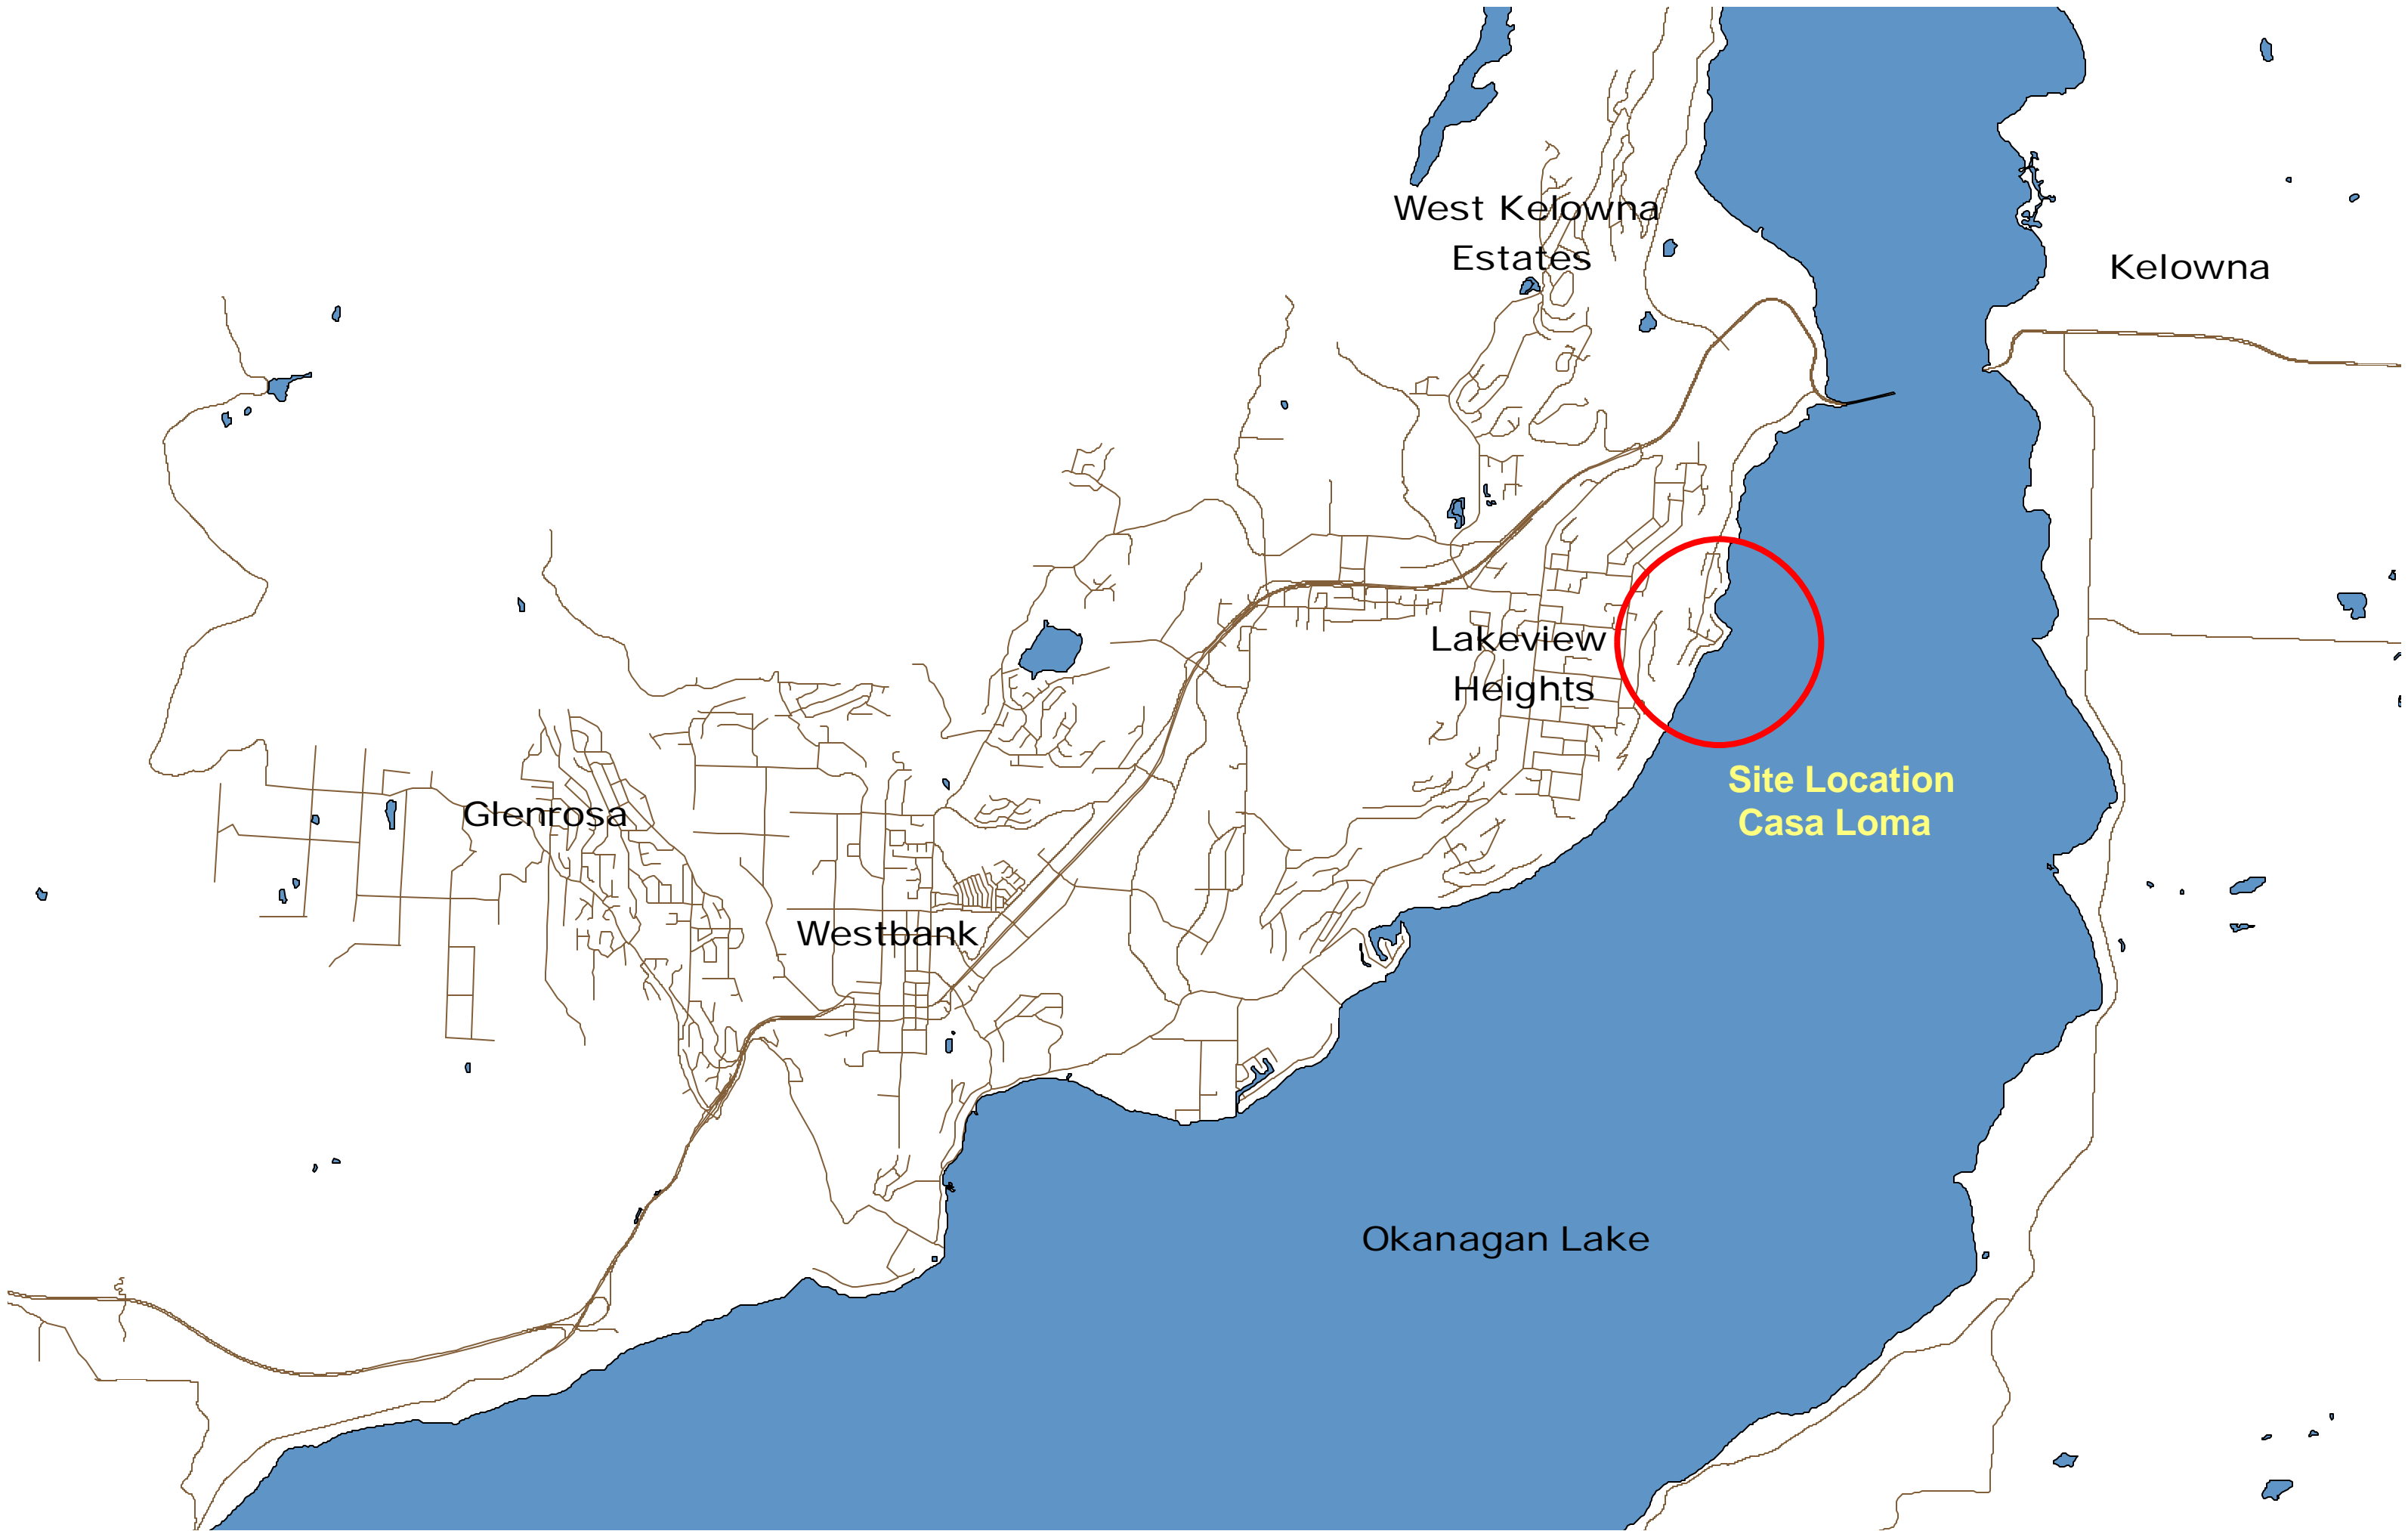 West Kelowna
Estates
Kelowna
Lakeview
Heights
Site Location
Casa Loma
Glenrosa
Westbank
Okanagan Lake